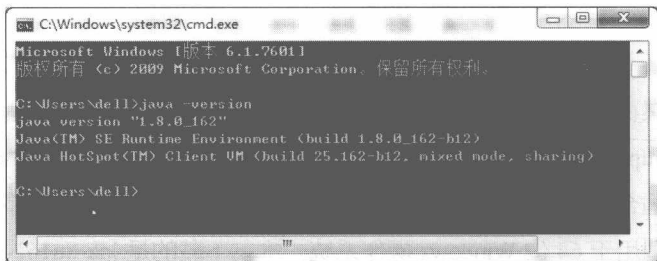 C:\Windows\system32\cmd.exe
Microsoft Windows [版本 6.1.7601]
版权所有 (c) 2009 Microsoft Corporation。保留所有权利。
C:\Users\dell>java -version
java version "1.8.0_162"
Java(TM) SE Runtime Environment (build 1.8.0_162-b12)
Java HotSpot(TM) Client VM (build 25.162-b12, mixed mode, sharing)
C:\Users\dell>